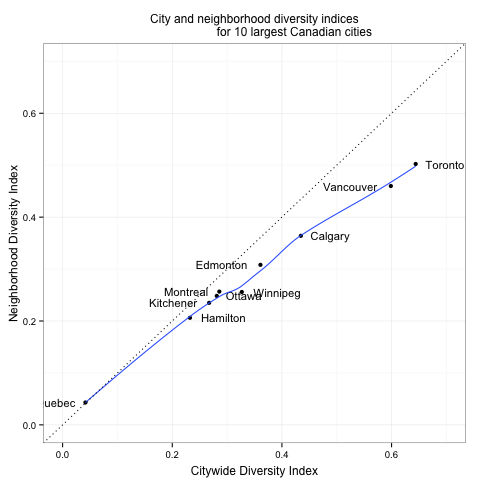 City and neighborhood diversity indices
for 10 largest Canadian cities
Neighborhood Diversity Index
0.6
0.4
0.2
0.0
Toronto
Vancouver
Calgary
Edmonton
Montreal
Ottawa
Winnipeg
Kitchener
Hamilton
uebec
0.0
0.2
0.4
0.6
Citywide Diversity Index